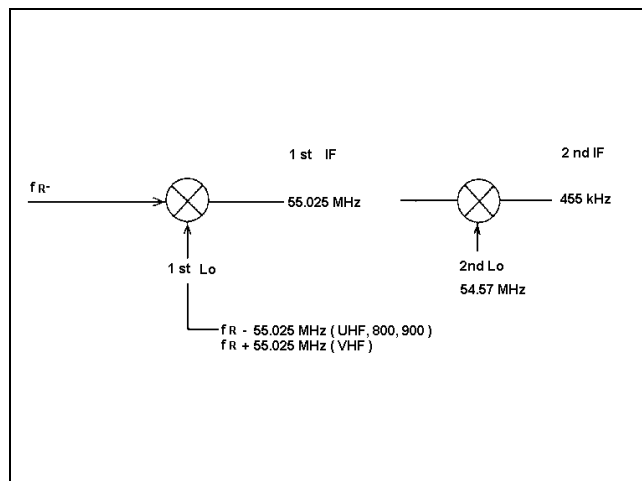 1 st IF
2 nd IF
fR-
55.025 MHz
455 kHz
1 st Lo
2nd Lo
54.57 MHz
fR - 55.025 MHz ( UHF, 800, 900 )
fR + 55.025 MHz ( VHF )